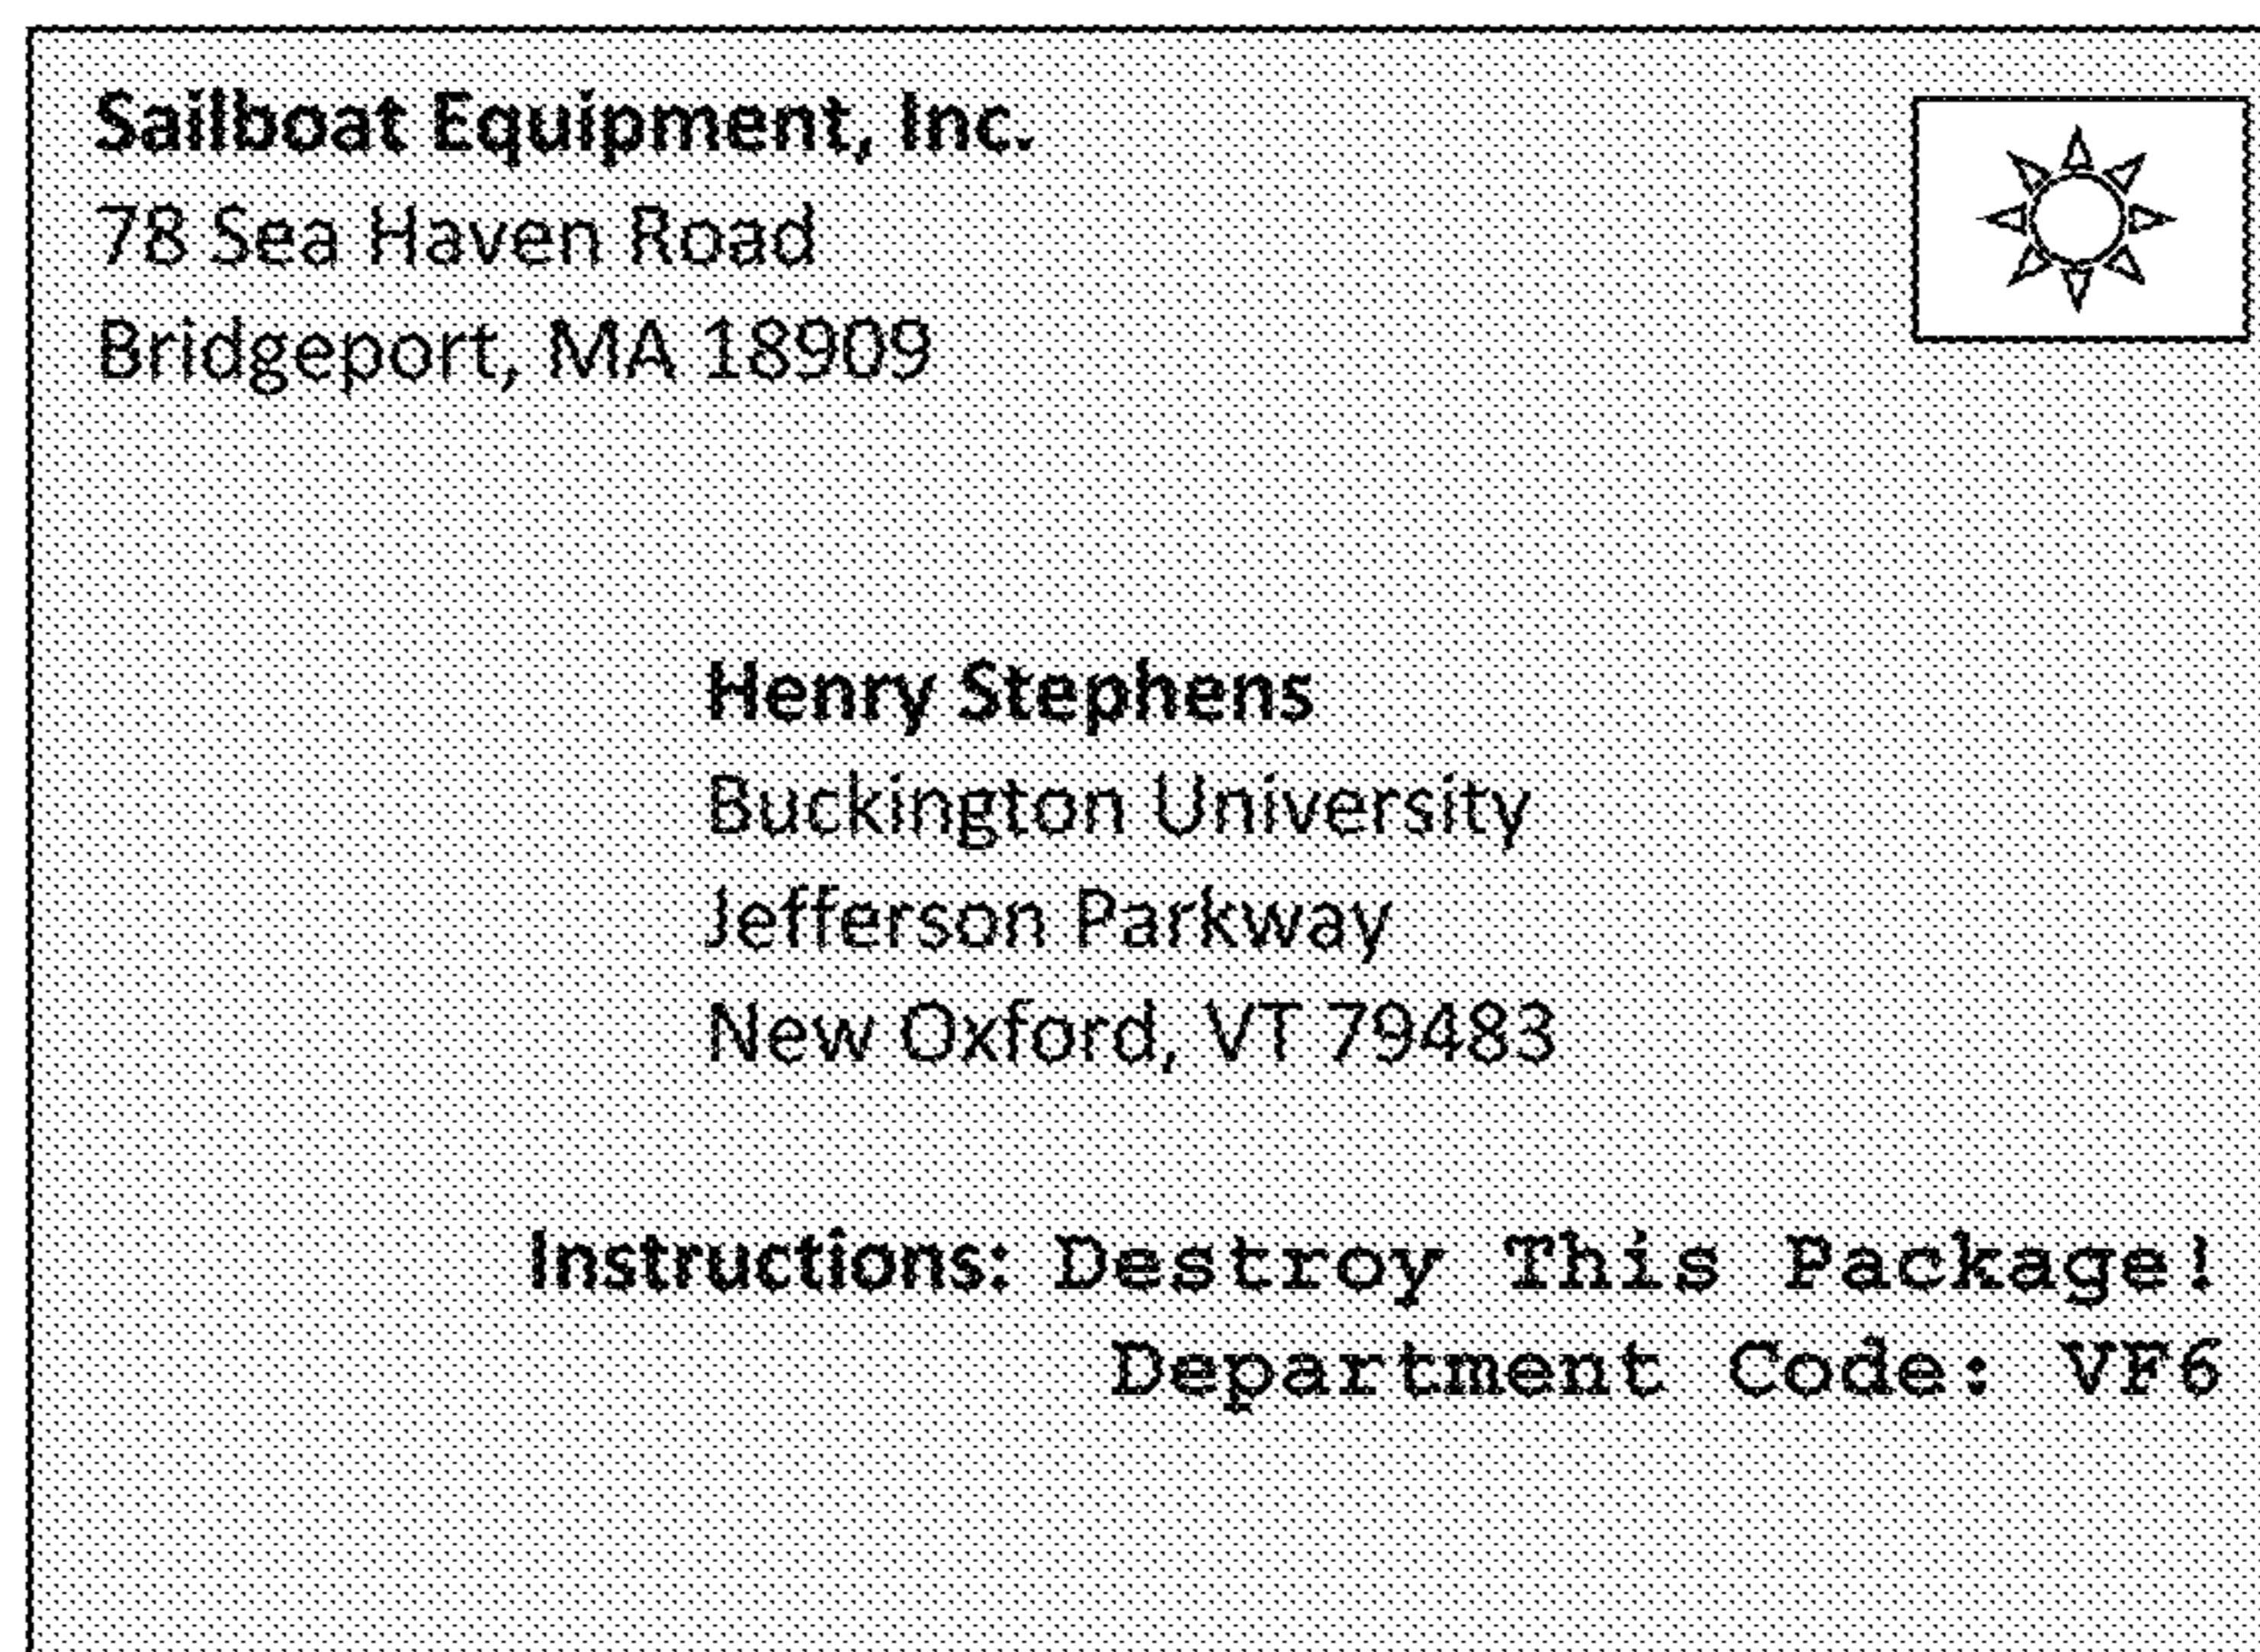 Sailboat Equipment, Inc.
78 Sea Haven Road
Bridgeport, MA 18909
Henry Stephens
Buckington University
Jefferson Parkway
New Oxford, VT 79483
Instructions: Destroy This Package!
Department Code: VF6